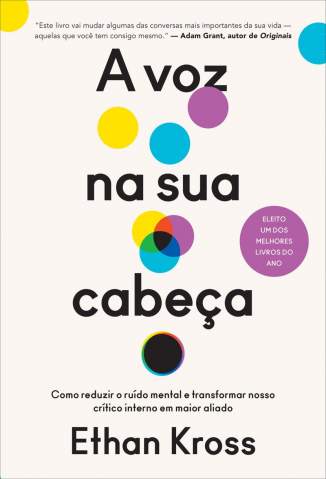 “Este livro vai mudar algumas das conversas mais importantes da sua vida —
aquelas que você tem consigo mesmo.” — Adam Grant, autor de Originais
A voz
na sua
ELEITO
UM DOS
MELHORES
LIVROS DO
ANO
cabeça
Como reduzir o ruído mental e transformar nosso
crítico interno em maior aliado
Ethan Kross